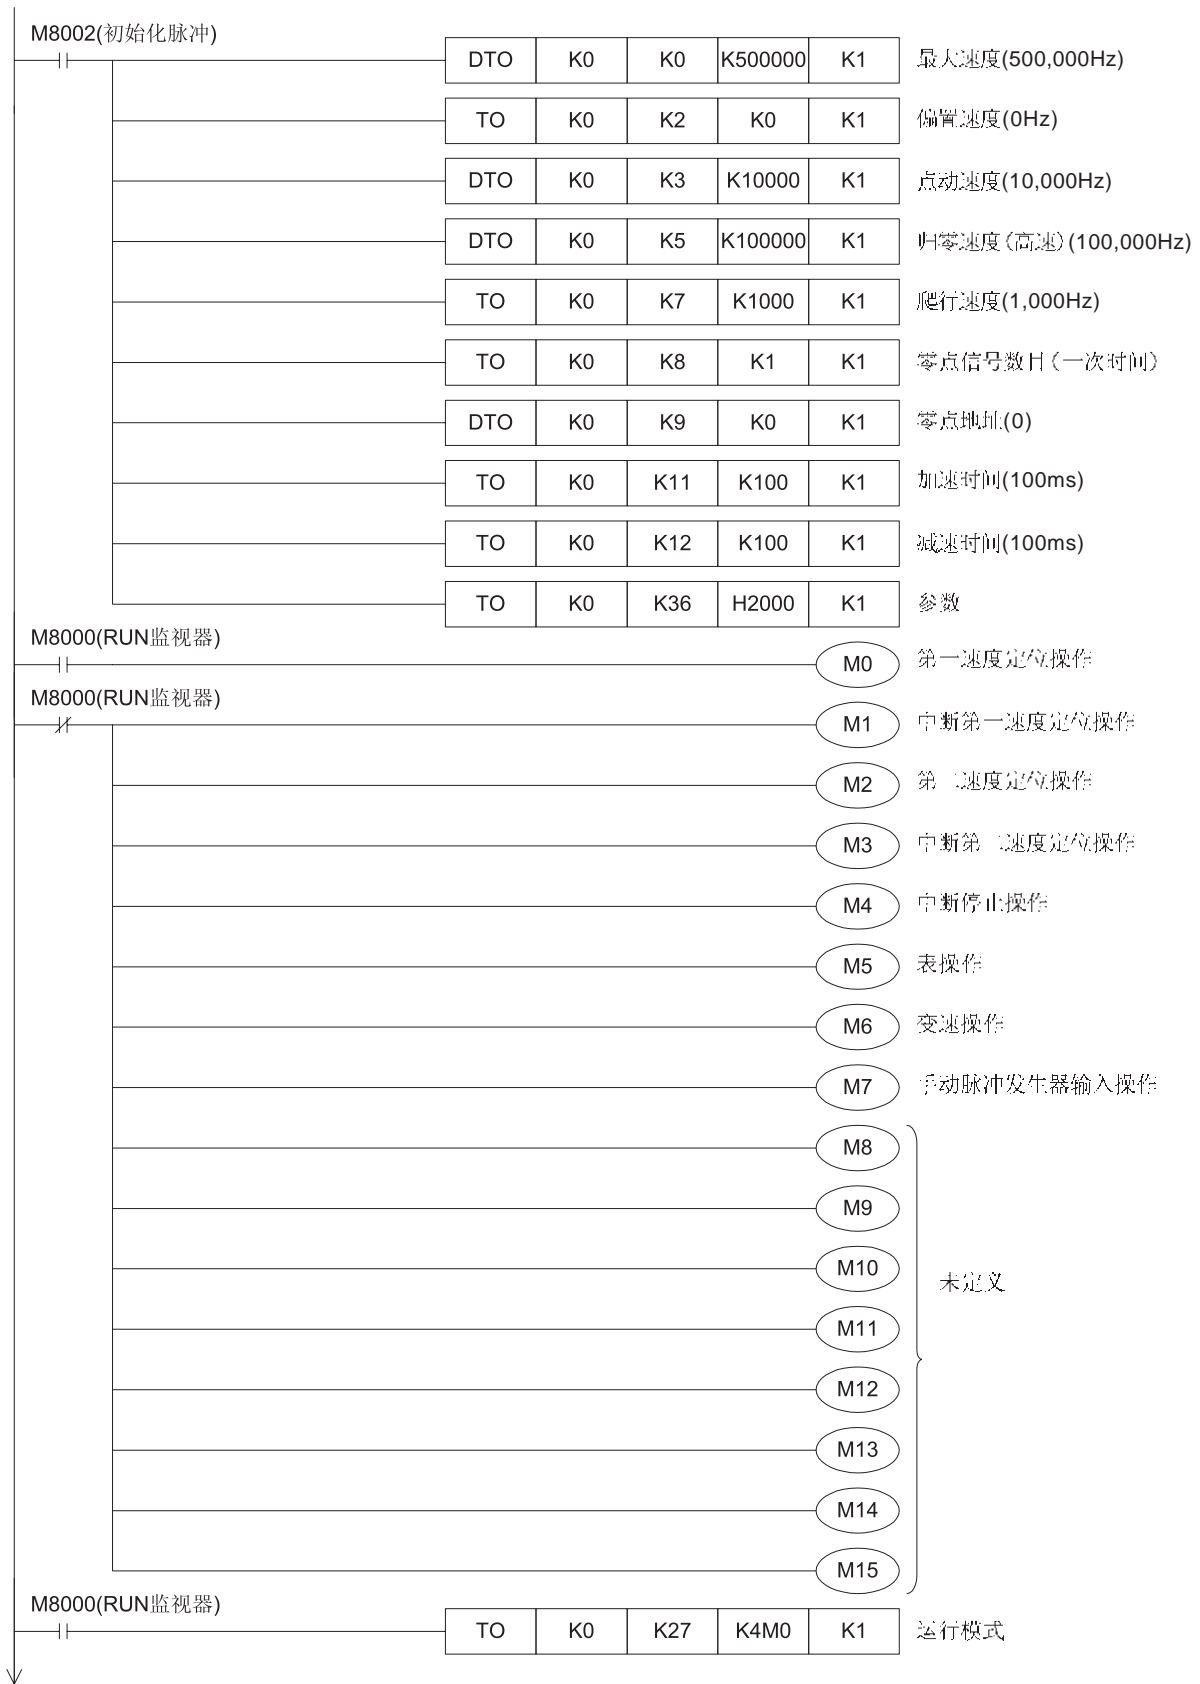 M8002(初始化脉冲)
DTO K0 K0 K500000 K1 最大速度(500,000Hz)
TO K0 K2 K0 K1 偏置速度(0Hz)
DTO K0 K3 K10000 K1 点动速度(10,000Hz)
DTO K0 K5 K100000 K1 归零速度(高速)(100,000Hz)
TO K0 K7 K1000 K1 爬行速度(1,000Hz)
TO K0 K8 K1 K1 零点信号数目(一次时间)
DTO K0 K9 K0 K1 零点地址(0)
TO K0 K11 K100 K1 加速时间(100ms)
TO K0 K12 K100 K1 减速时间(100ms)
TO K0 K36 H2000 K1 参数
M8000(RUN监视器)
M0 第一速度定位操作
M8000(RUN监视器)
M1 中断第一速度定位操作
M2 第二速度定位操作
M3 中断第二速度定位操作
M4 中断停止操作
M5 表操作
M6 变速操作
M7 手动脉冲发生器输入操作
M8
M9
M10 未定义
M11
M12
M13
M14
M15
M8000(RUN监视器)
TO K0 K27 K4M0 K1 运行模式